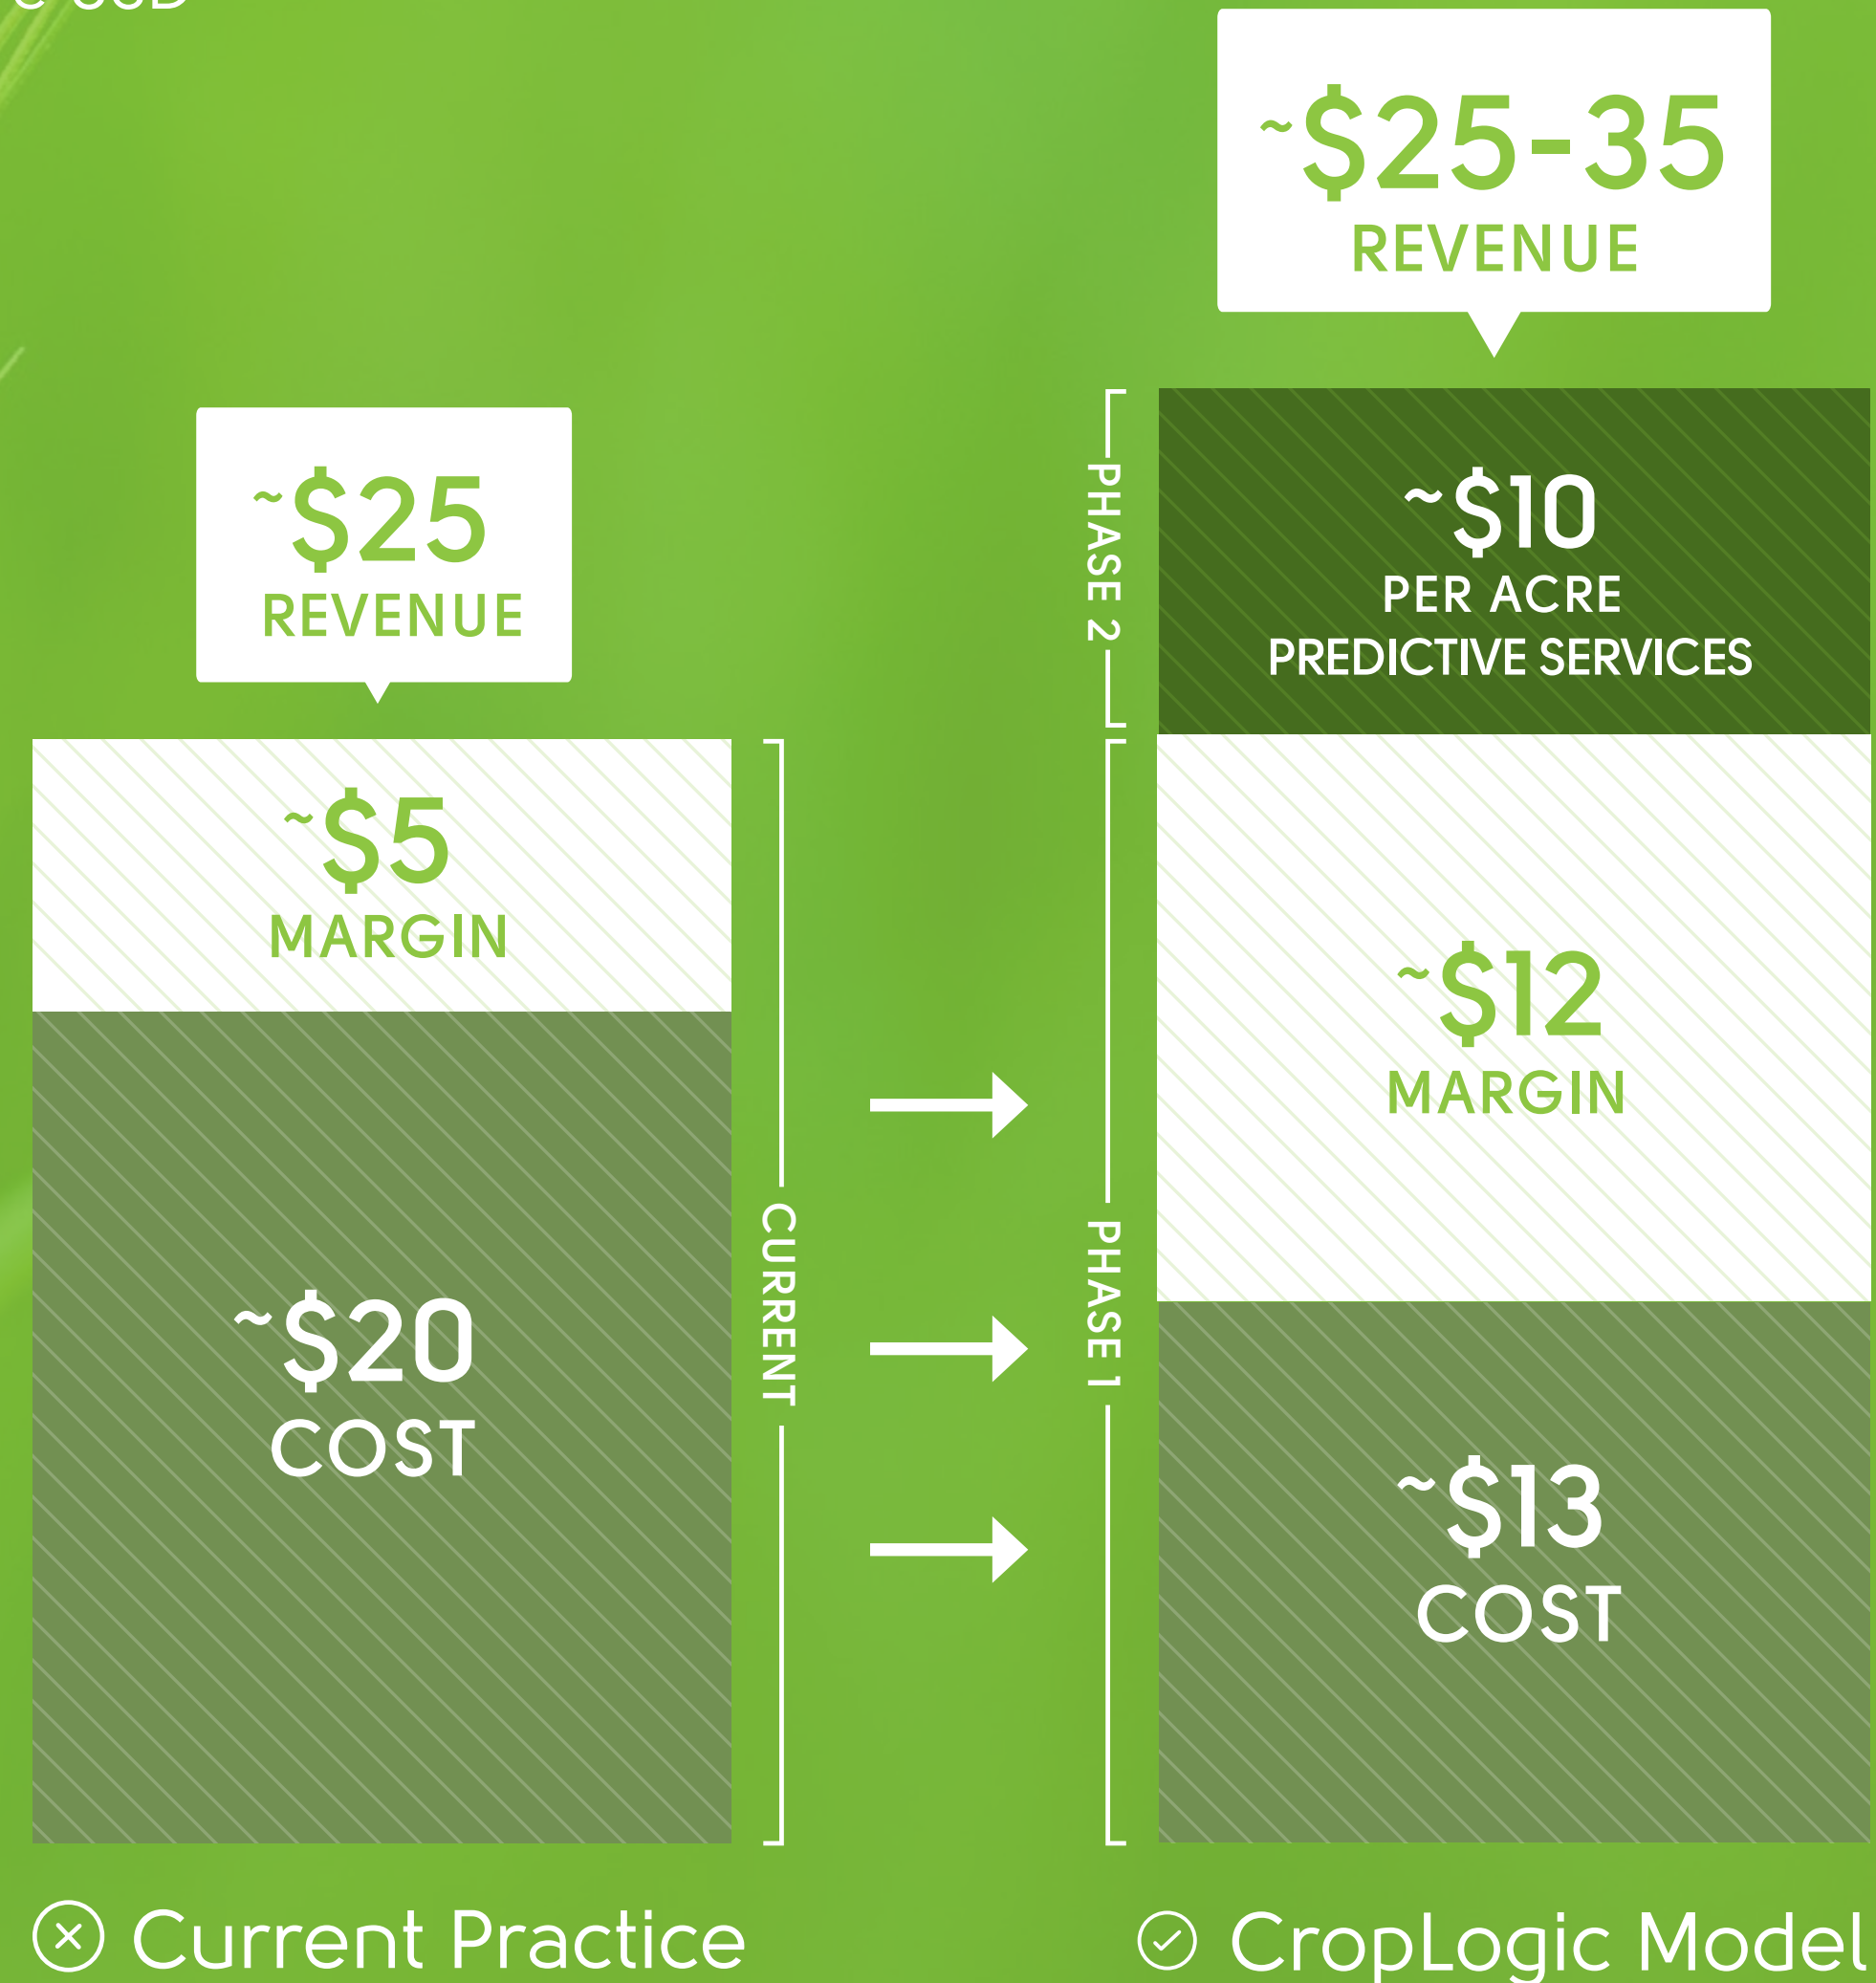 ~$25
REVENUE
~$5
MARGIN
~$20
COST
CURRENT
Current Practice
~$25-35
REVENUE
PHASE 2
~$10
PER ACRE
PREDICTIVE SERVICES
PHASE 1
~$12
MARGIN
~$13
COST
CropLogic Model